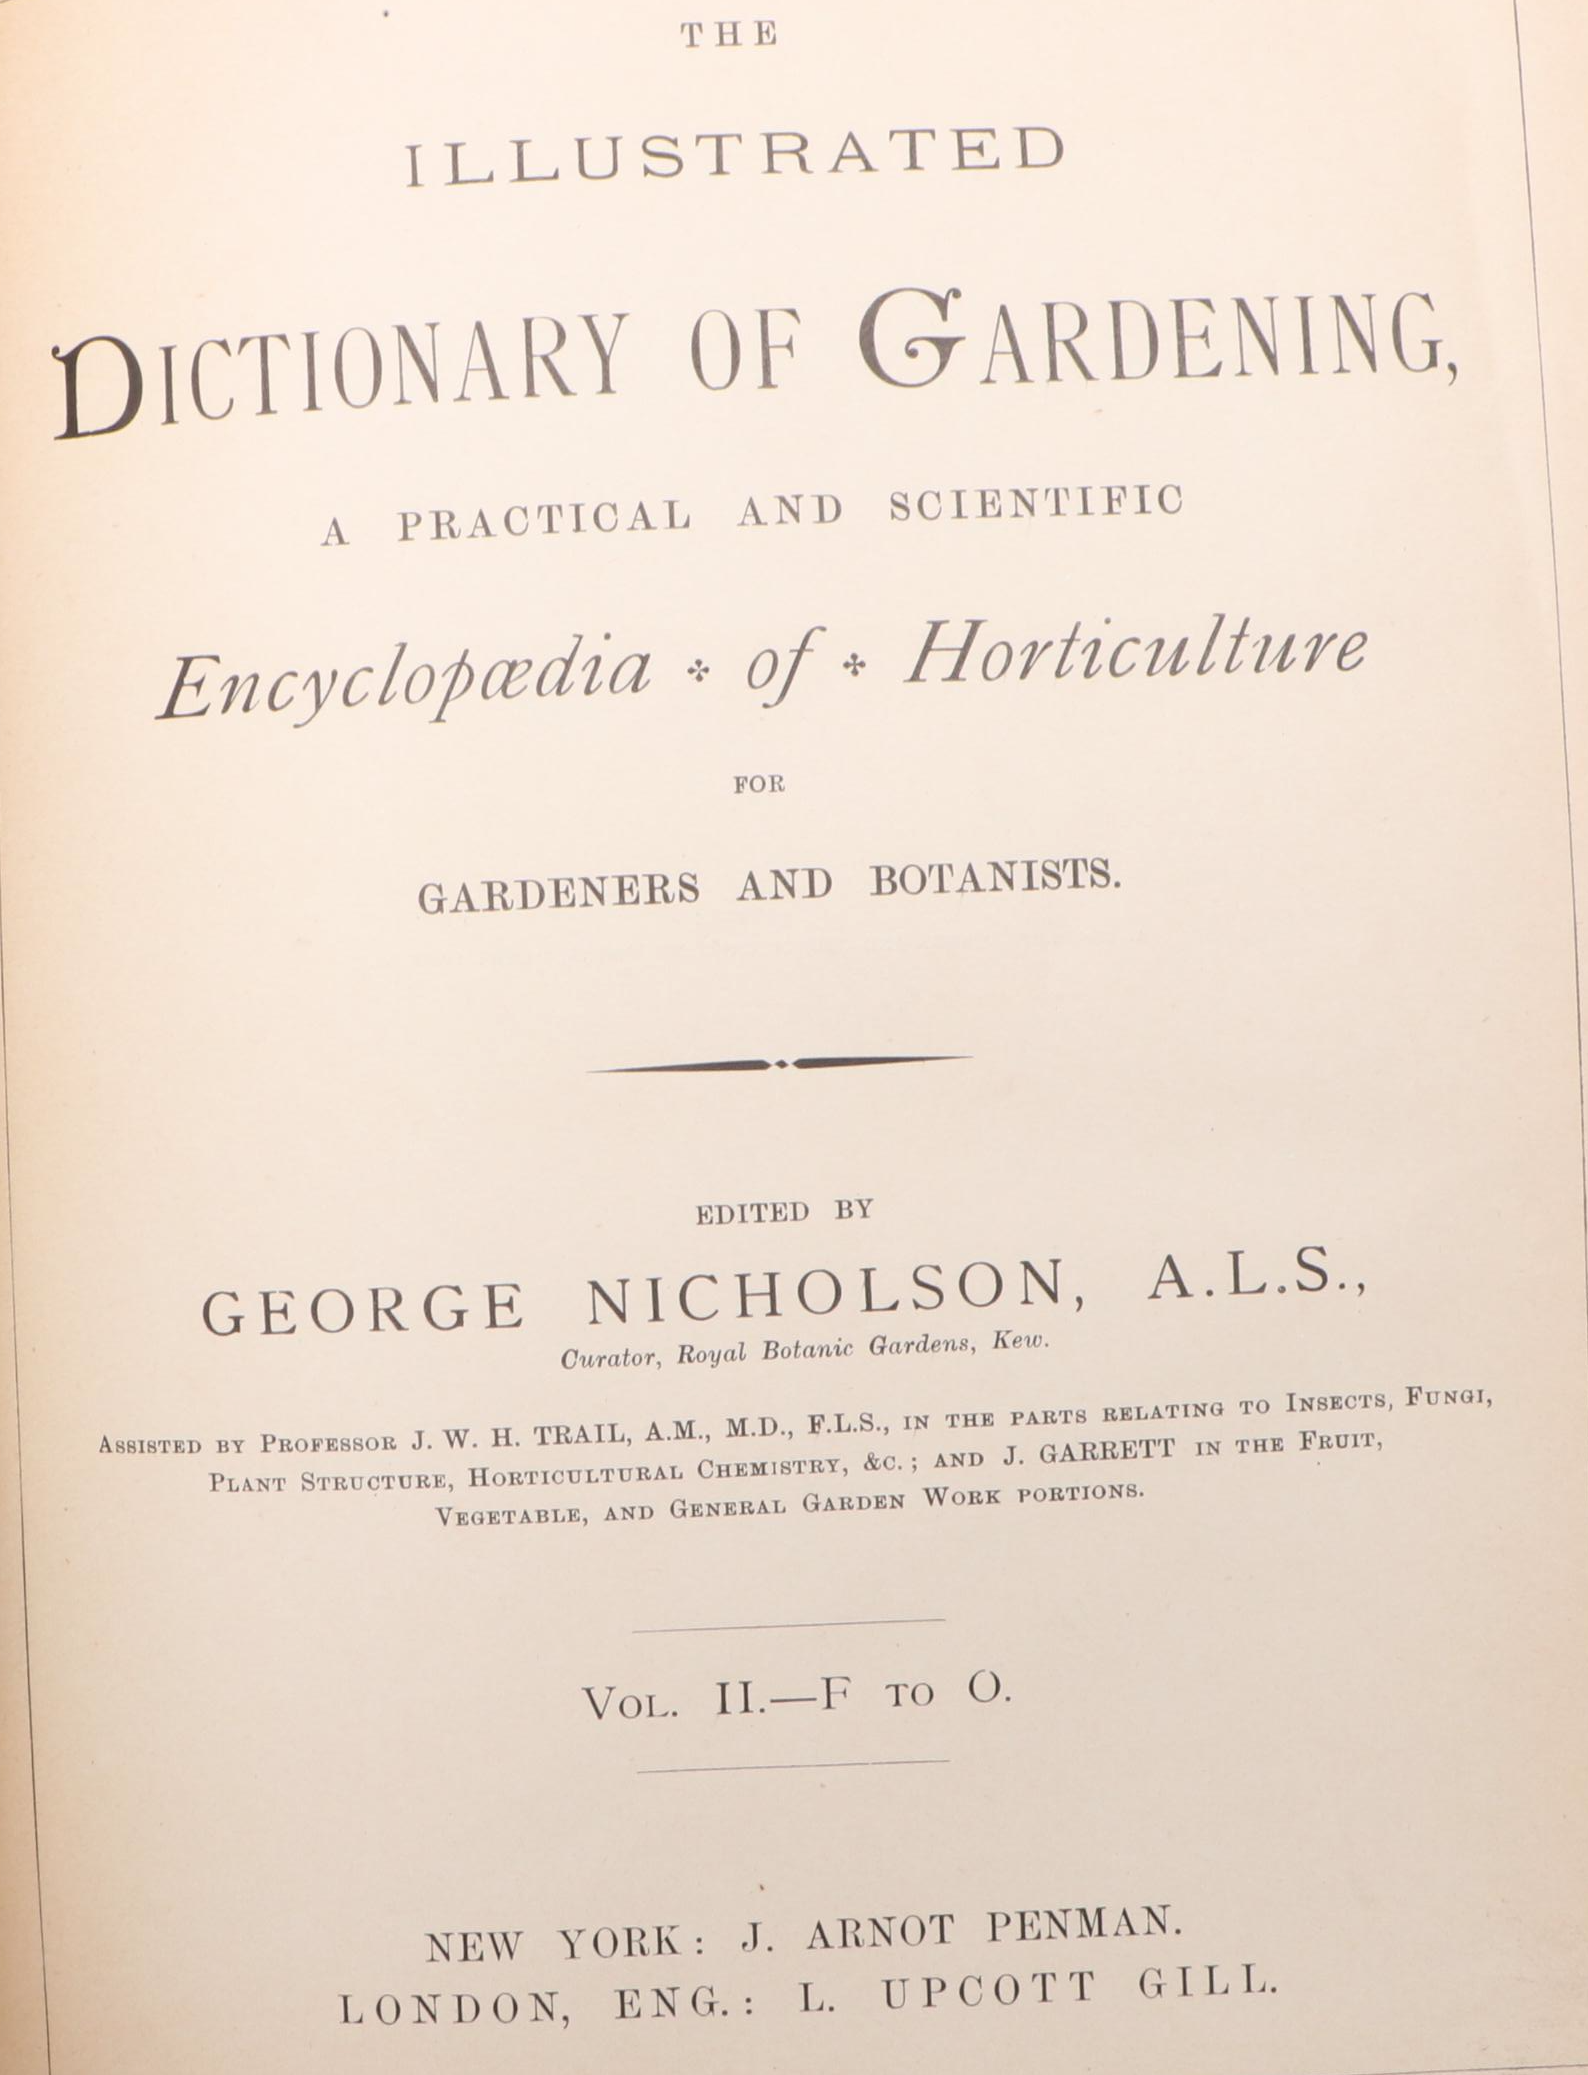 THE
ILLUSTRATED
DICTIONARY OF GARDENING,
A PRACTICAL AND SCIENTIFIC
Encyclopædia ✣ of ✣ Horticulture
FOR
GARDENERS AND BOTANISTS.
EDITED BY
GEORGE NICHOLSON, A.L.S.,
Curator, Royal Botanic Gardens, Kew.
ASSISTED BY PROFESSOR J. W. H. TRAIL, A.M., M.D., F.L.S., IN THE PARTS RELATING TO INSECTS, FUNGI,
PLANT STRUCTURE, HORTICULTURAL CHEMISTRY, &C.; AND J. GARRETT IN THE FRUIT,
VEGETABLE, AND GENERAL GARDEN WORK PORTIONS.
VOL. II.—F TO O.
NEW YORK: J. ARNOT PENMAN.
LONDON, ENG.: L. UPCOTT GILL.